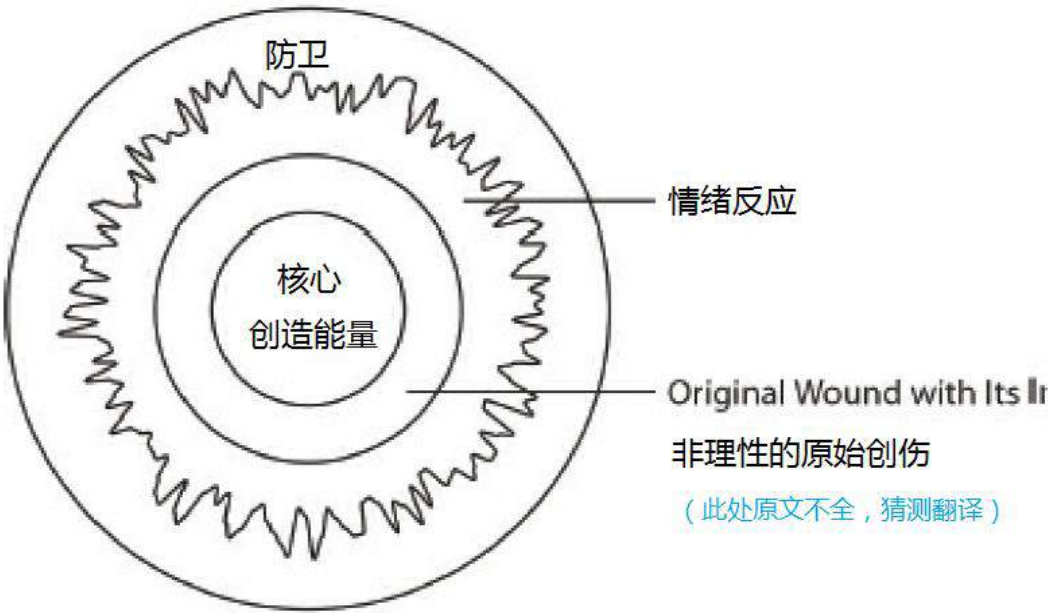 防卫
情绪反应
核心
创造能量
Original Wound with Its
非理性的原始创伤
（此处原文不全，猜测翻译）